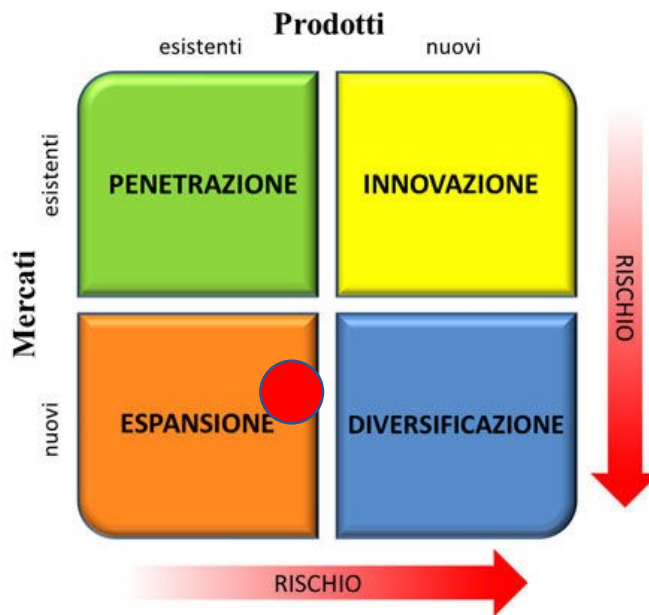 Prodotti
esistenti
nuovi
Mercati
esistenti
PENETRAZIONE
INNOVAZIONE
RISCHIO
nuovi
ESPANSIONE
DIVERSIFICAZIONE
RISCHIO